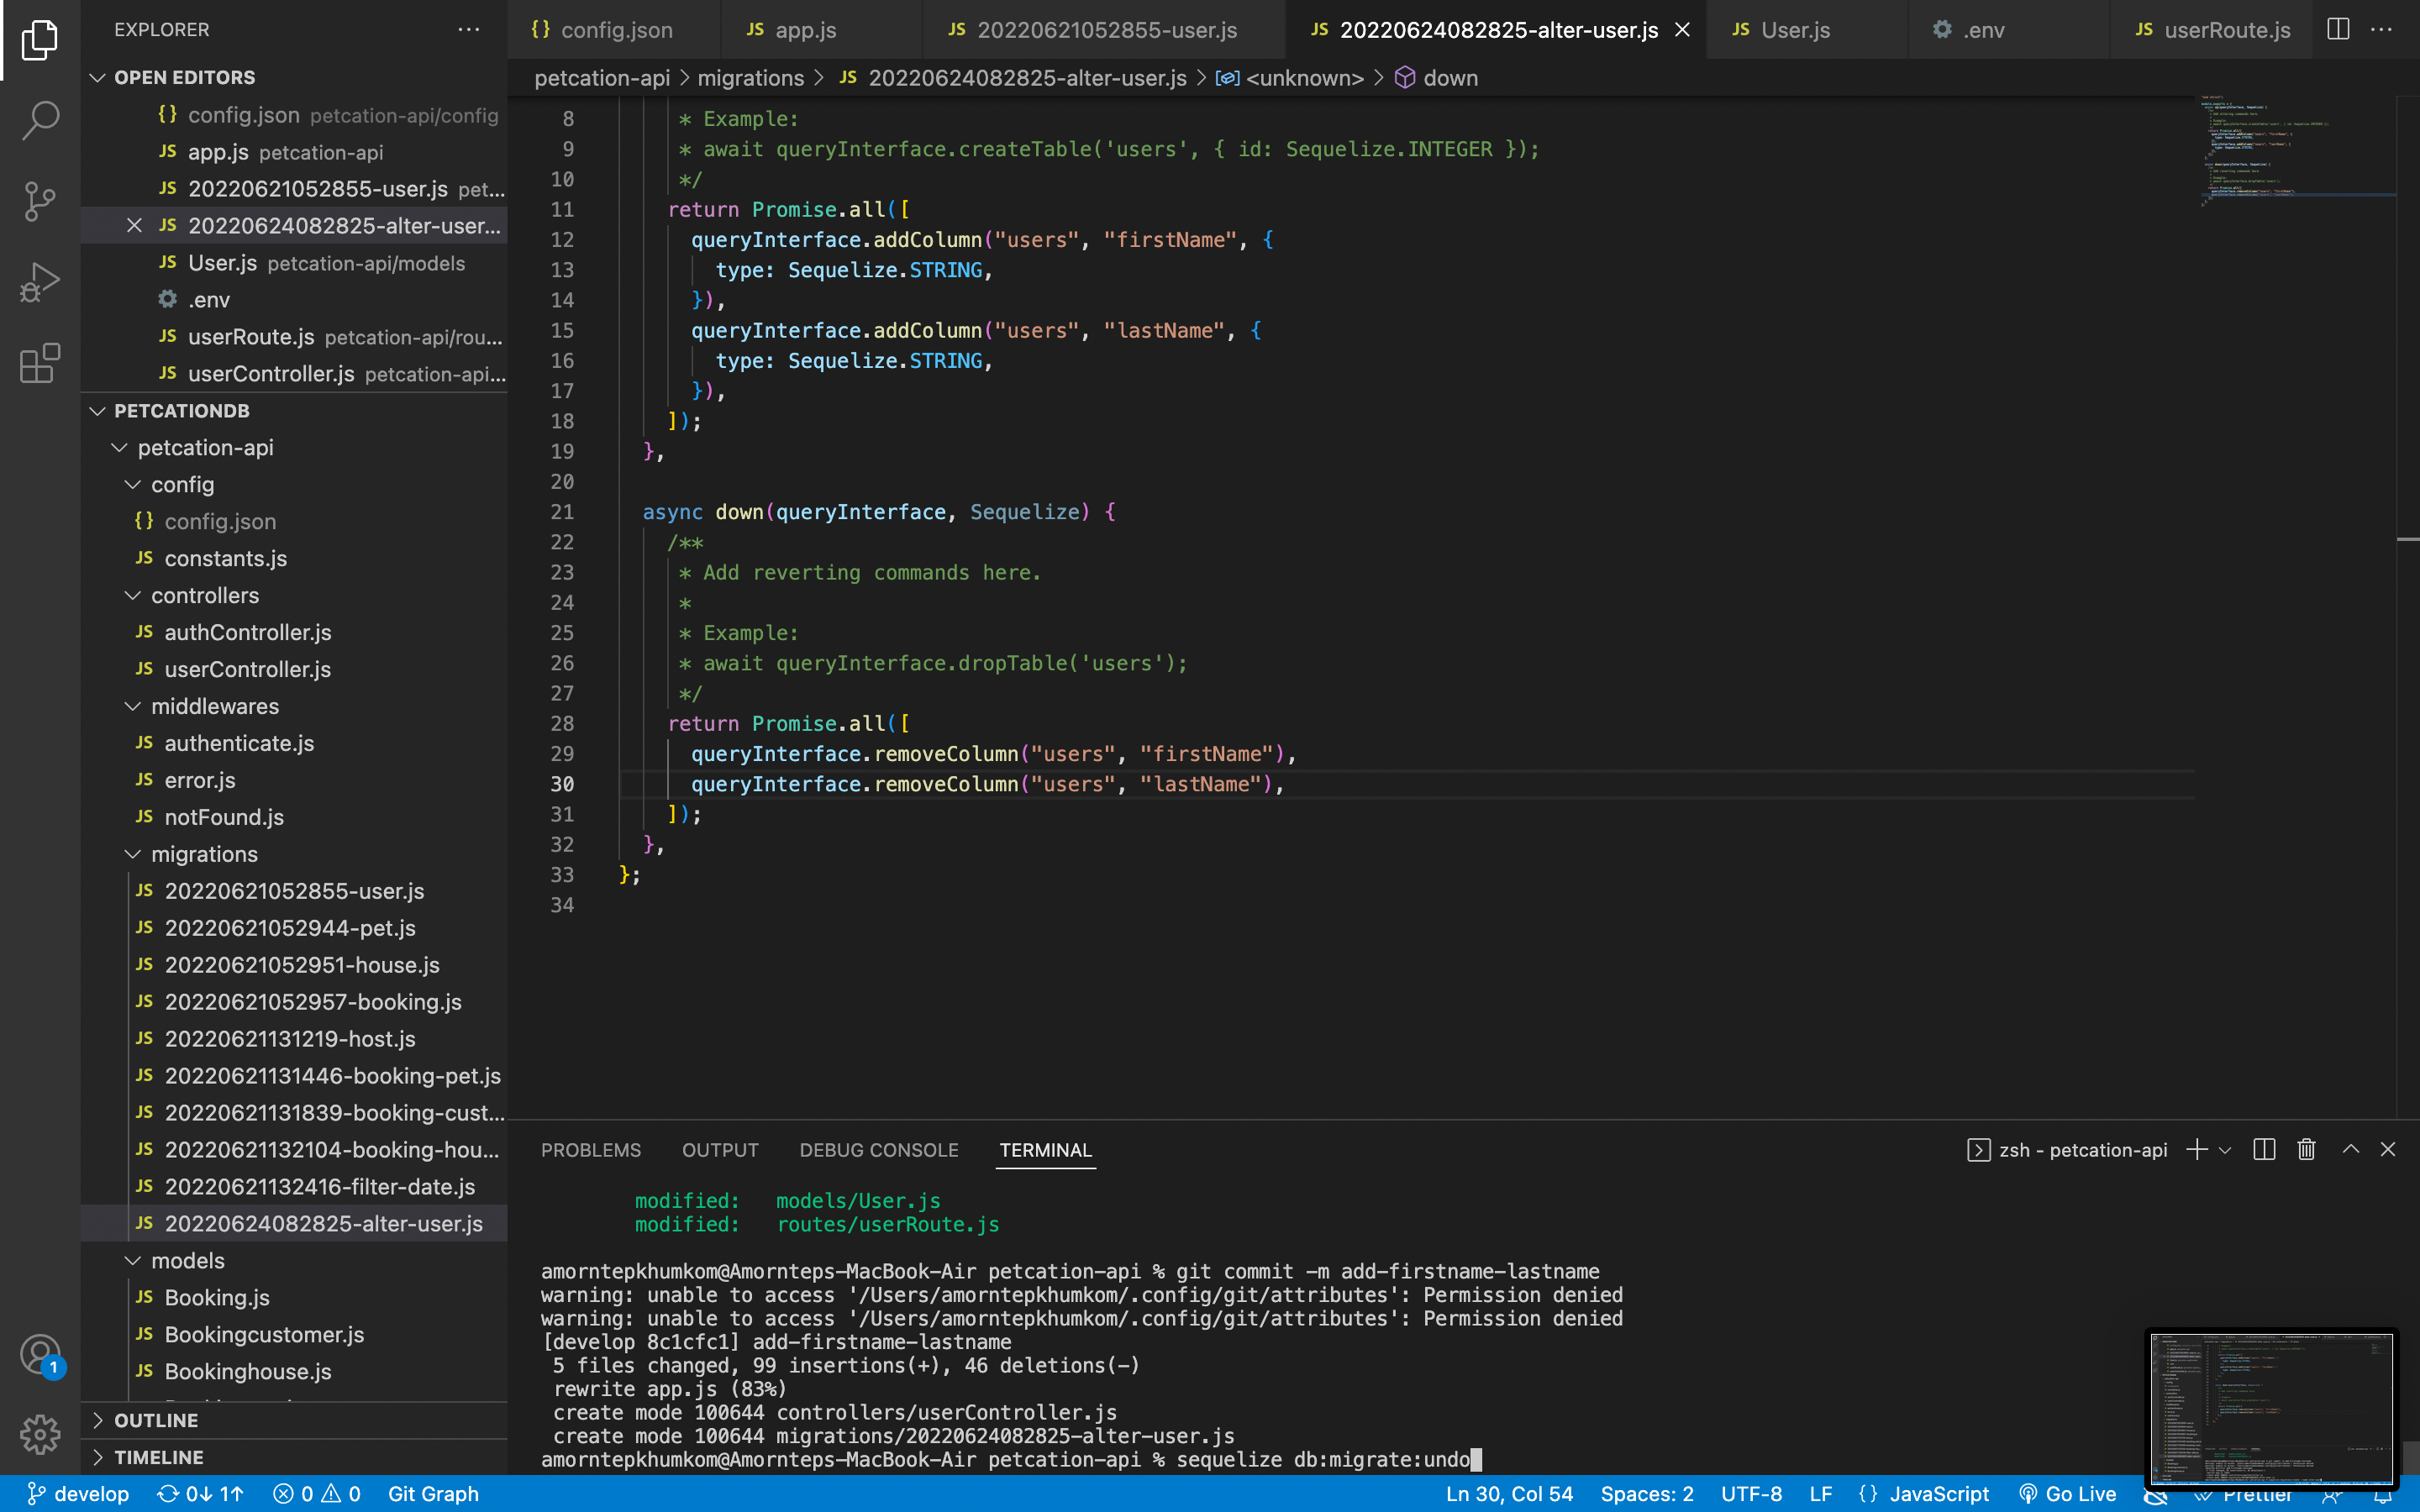 EXPLORER
OPEN EDITORS
config.json petcation-api/config
JS app.js petcation-api
JS 20220621052855-user.js pet...
JS 20220624082825-alter-user...
JS User.js petcation-api/models
.env
JS userRoute.js petcation-api/rou...
JS userController.js petcation-api...
PETCATIONDB
petcation-api
config
{} config.json
JS constants.js
controllers
JS authController.js
JS userController.js
middlewares
JS authenticate.js
JS error.js
JS notFound.js
migrations
JS 20220621052855-user.js
JS 20220621052944-pet.js
JS 20220621052951-house.js
JS 20220621052957-booking.js
JS 20220621131219-host.js
JS 20220621131446-booking-pet.js
JS 20220621131839-booking-cust...
JS 20220621132104-booking-hou...
JS 20220621132416-filter-date.js
JS 20220624082825-alter-user.js
models
JS Booking.js
JS Bookingcustomer.js
JS Bookinghouse.js
OUTLINE
TIMELINE
{} config.json JS app.js JS 20220621052855-user.js JS 20220624082825-alter-user.js JS User.js .env JS userRoute.js
petcation-api > migrations > JS 20220624082825-alter-user.js > <unknown> > down
8 * Example:
9 * await queryInterface.createTable('users', { id: Sequelize.INTEGER });
10 */
11 return Promise.all([
12 queryInterface.addColumn("users", "firstName", {
13 type: Sequelize.STRING,
14 }),
15 queryInterface.addColumn("users", "lastName", {
16 type: Sequelize.STRING,
17 }),
18 ]);
19 },
20
21 async down(queryInterface, Sequelize) {
22 /**
23 * Add reverting commands here.
24 *
25 * Example:
26 * await queryInterface.dropTable('users');
27 */
28 return Promise.all([
29 queryInterface.removeColumn("users", "firstName"),
30 queryInterface.removeColumn("users", "lastName"),
31 ]);
32 },
33 };
34
PROBLEMS OUTPUT DEBUG CONSOLE TERMINAL zsh - petcation-api
modified: models/User.js
modified: routes/userRoute.js
amorntepkhumkom@Amornteps-MacBook-Air petcation-api % git commit -m add-firstname-lastname
warning: unable to access '/Users/amorntepkhumkom/.config/git/attributes': Permission denied
warning: unable to access '/Users/amorntepkhumkom/.config/git/attributes': Permission denied
[develop 8c1cfc1] add-firstname-lastname
5 files changed, 99 insertions(+), 46 deletions(-)
rewrite app.js (83%)
create mode 100644 controllers/userController.js
create mode 100644 migrations/20220624082825-alter-user.js
amorntepkhumkom@Amornteps-MacBook-Air petcation-api % sequelize db:migrate:undo
1
develop 0↓ 1↑ 0 0 Git Graph Ln 30, Col 54 Spaces: 2 UTF-8 LF {} JavaScript Go Live Prettier